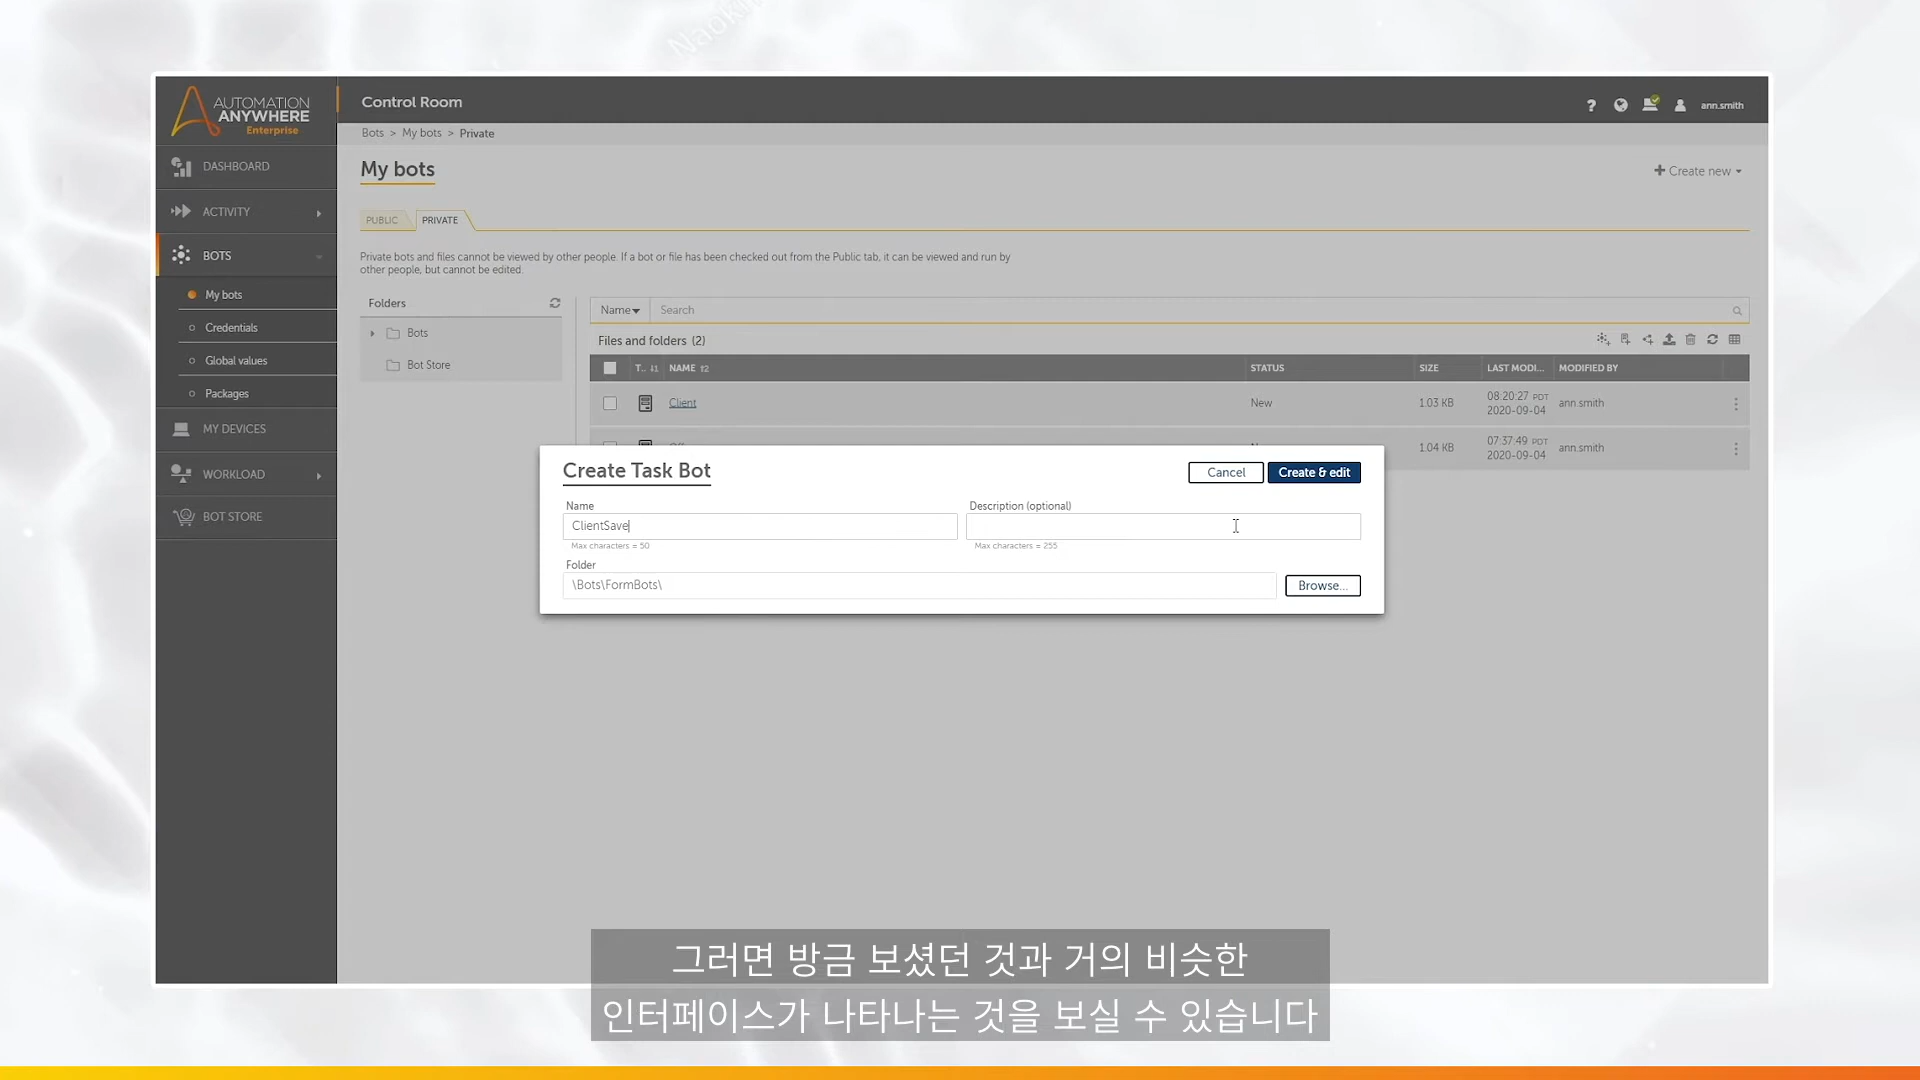 AUTOMATION
ANYWHERE
Enterprise
Control Room
ann.smith
Bots > My bots > Private
DASHBOARD
ACTIVITY
BOTS
My bots
Credentials
Global values
Packages
MY DEVICES
WORKLOAD
BOT STORE
My bots
Create new
PUBLIC
PRIVATE
Private bots and files cannot be viewed by other people. If a bot or file has been checked out from the Public tab, it can be viewed and run by
other people, but cannot be edited.
Folders
Bots
Bot Store
Name
Search
Files and folders (2)
T.. NAME STATUS SIZE LAST MODI... MODIFIED BY
Client New 1.03 KB 08:20:27 PDT 2020-09-04 ann.smith
1.04 KB 07:37:49 PDT 2020-09-04 ann.smith
Create Task Bot
Cancel
Create & edit
Name
ClientSave
Max characters = 50
Description (optional)
Max characters = 255
Folder
\Bots\FormBots\
Browse...
그러면 방금 보셨던 것과 거의 비슷한
인터페이스가 나타나는 것을 보실 수 있습니다